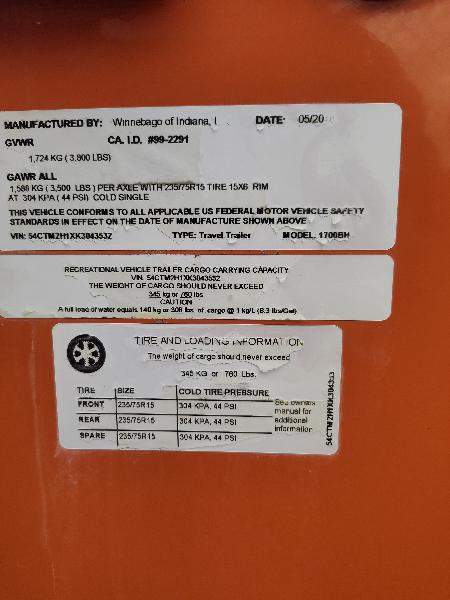 MANUFACTURED BY: Winnebago of Indiana, l DATE: 05/20
GVWR CA. I.D. #99-2291
1,724 KG ( 3,800 LBS)
GAWR ALL
1,588 KG ( 3,500 LBS ) PER AXLE WITH 235/75R15 TIRE 15X6 RIM
AT 304 KPA ( 44 PSI) COLD SINGLE
THIS VEHICLE CONFORMS TO ALL APPLICABLE US FEDERAL MOTOR VEHICLE SAFETY
STANDARDS IN EFFECT ON THE DATE OF MANUFACTURE SHOWN ABOVE
VIN: 54CTM2H1XK3043532 TYPE: Travel Trailer MODEL: 1700BH
RECREATIONAL VEHICLE TRAILER CARGO CARRYING CAPACITY
VIN: 54CTM2H1XK3043532
THE WEIGHT OF CARGO SHOULD NEVER EXCEED
345 kg or 760 lbs
CAUTION
A full load of water equals 140 kg or 308 lbs of cargo @ 1 kg/L (8.3 lbs/Gal)
TIRE AND LOADING INFORMATION
The weight of cargo should never exceed
345 KG or 760 Lbs.
TIRE SIZE COLD TIRE PRESSURE
FRONT 235/75R15 304 KPA, 44 PSI
REAR 235/75R15 304 KPA, 44 PSI
SPARE 235/75R15 304 KPA, 44 PSI
See owners
manual for
additional
information